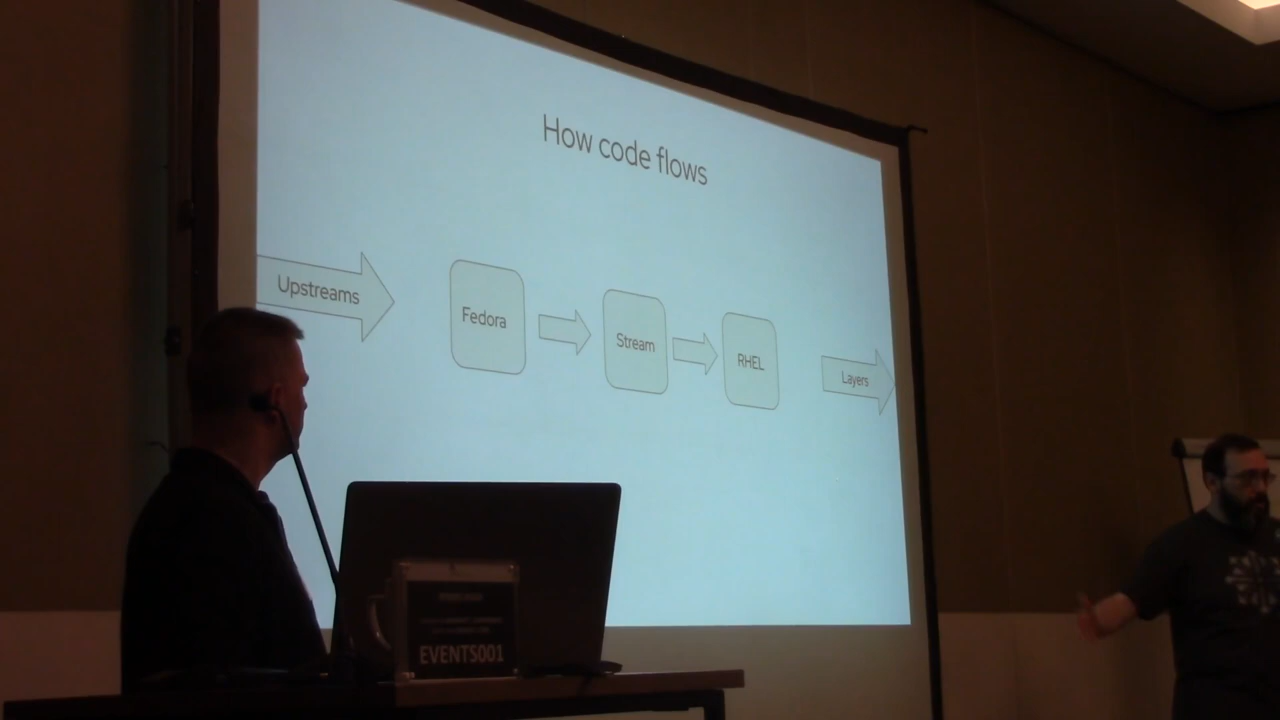 How code flows
Upstreams
Fedora
Stream
RHEL
Layers
EVENTS001